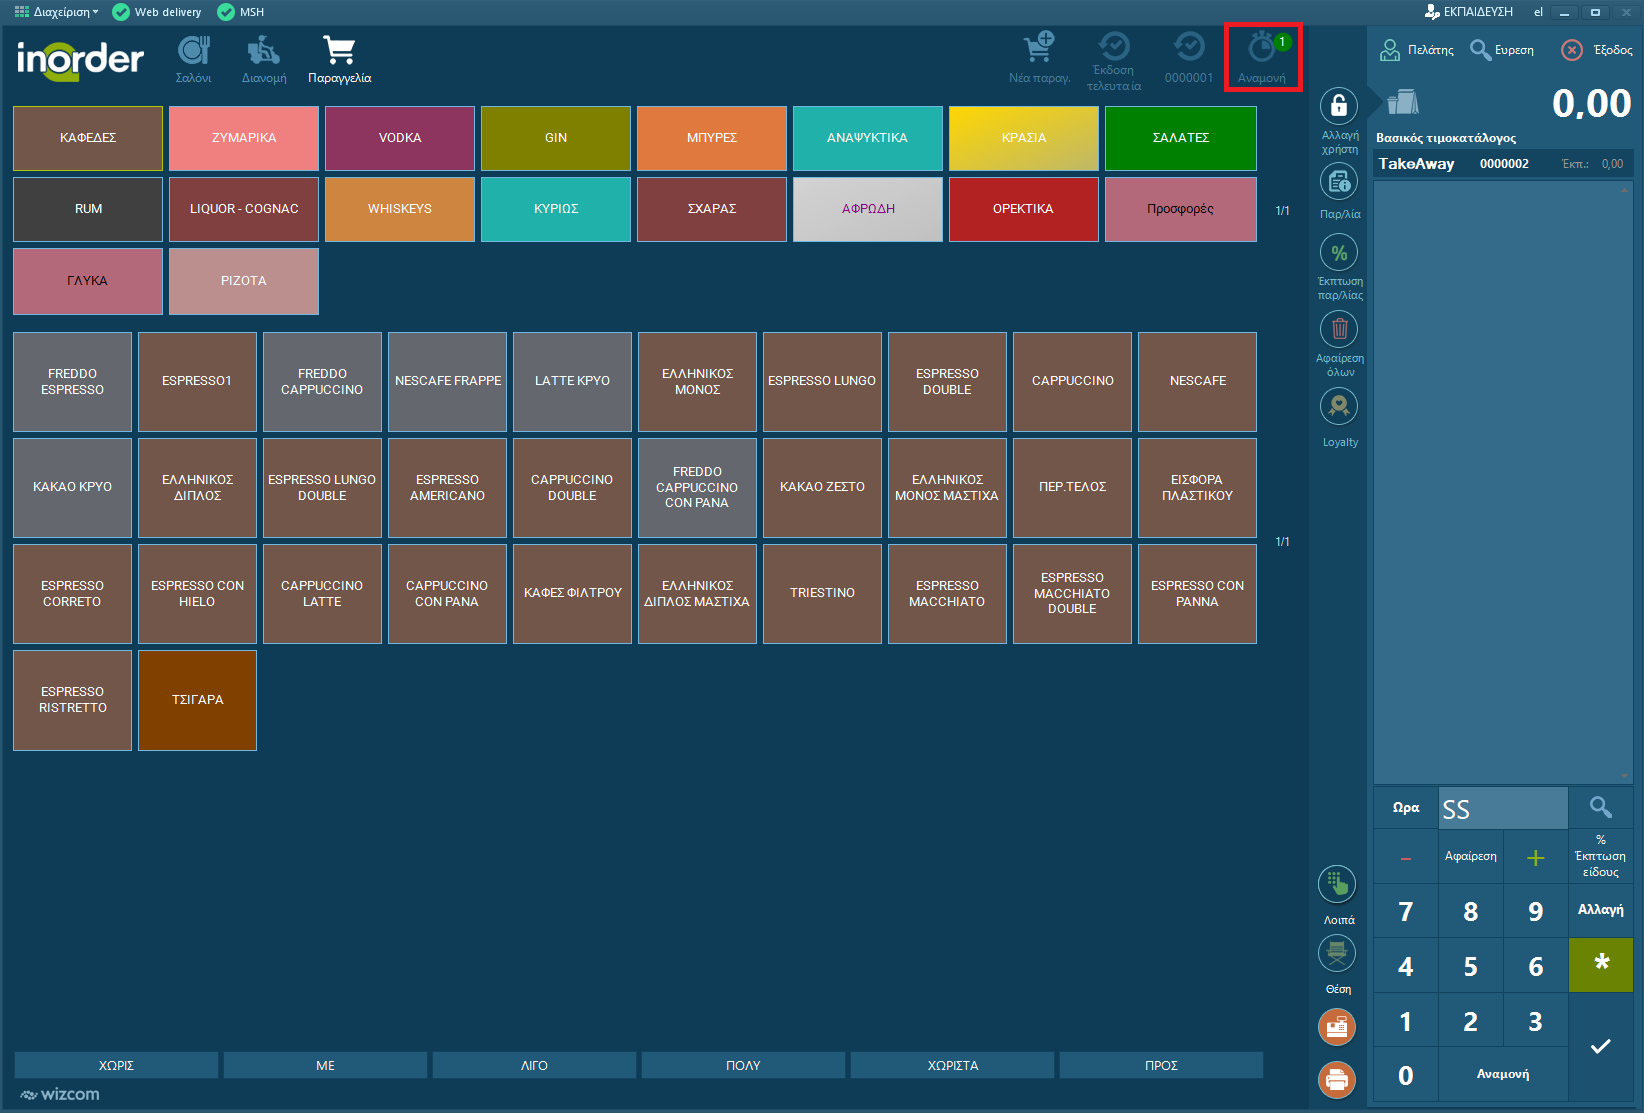 Διαχείριση
Web delivery
MSH
ΕΚΠΑΙΔΕΥΣΗ
el
inorder
Σαλόνι
Διανομή
Παραγγελία
Νέα παραγ.
Έκδοση
τελευταία
0000001
1
Αναμονή
Πελάτης
Ευρεση
Έξοδος
0,00
Βασικός τιμοκατάλογος
TakeAway 0000002 Έκπ.: 0,00
ΚΑΦΕΔΕΣ
ΖΥΜΑΡΙΚΑ
VODKA
GIN
ΜΠΥΡΕΣ
ΑΝΑΨΥΚΤΙΚΑ
ΚΡΑΣΙΑ
ΣΑΛΑΤΕΣ
RUM
LIQUOR - COGNAC
WHISKEYS
ΚΥΡΙΩΣ
ΣΧΑΡΑΣ
ΑΦΡΩΔΗ
ΟΡΕΚΤΙΚΑ
Προσφορές
1/1
ΓΛΥΚΑ
ΡΙΖΟΤΑ
FREDDO
ESPRESSO
ESPRESSO1
FREDDO
CAPPUCCINO
NESCAFE FRAPPE
LATTE ΚΡΥΟ
ΕΛΛΗΝΙΚΟΣ
ΜΟΝΟΣ
ESPRESSO LUNGO
ESPRESSO
DOUBLE
CAPPUCCINO
NESCAFE
ΚΑΚΑΟ ΚΡΥΟ
ΕΛΛΗΝΙΚΟΣ
ΔΙΠΛΟΣ
ESPRESSO LUNGO
DOUBLE
ESPRESSO
AMERICANO
CAPPUCCINO
DOUBLE
FREDDO
CAPPUCCINO
CON PANA
ΚΑΚΑΟ ΖΕΣΤΟ
ΕΛΛΗΝΙΚΟΣ
ΜΟΝΟΣ ΜΑΣΤΙΧΑ
ΠΕΡ.ΤΕΛΟΣ
ΕΙΣΦΟΡΑ
ΠΛΑΣΤΙΚΟΥ
1/1
ESPRESSO
CORRETO
ESPRESSO CON
HIELO
CAPPUCCINO
LATTE
CAPPUCCINO
CON PANA
ΚΑΦΕΣ ΦΙΛΤΡΟΥ
ΕΛΛΗΝΙΚΟΣ
ΔΙΠΛΟΣ ΜΑΣΤΙΧΑ
TRIESTINO
ESPRESSO
MACCHIATO
ESPRESSO
MACCHIATO
DOUBLE
ESPRESSO CON
PANNA
ESPRESSO
RISTRETTO
ΤΣΙΓΑΡΑ
Αλλαγή
χρήστη
Παρ/λία
%
Έκπτωση
παρ/λίας
Αφαίρεση
όλων
Loyalty
Λοιπά
Θέση
Ωρα
SS
-
Αφαίρεση
+
%
Έκπτωση
είδους
7 8 9 Αλλαγή
4 5 6 *
1 2 3
0 Αναμονή
ΧΩΡΙΣ
ΜΕ
ΛΙΓΟ
ΠΟΛΥ
ΧΩΡΙΣΤΑ
ΠΡΟΣ
wizcom